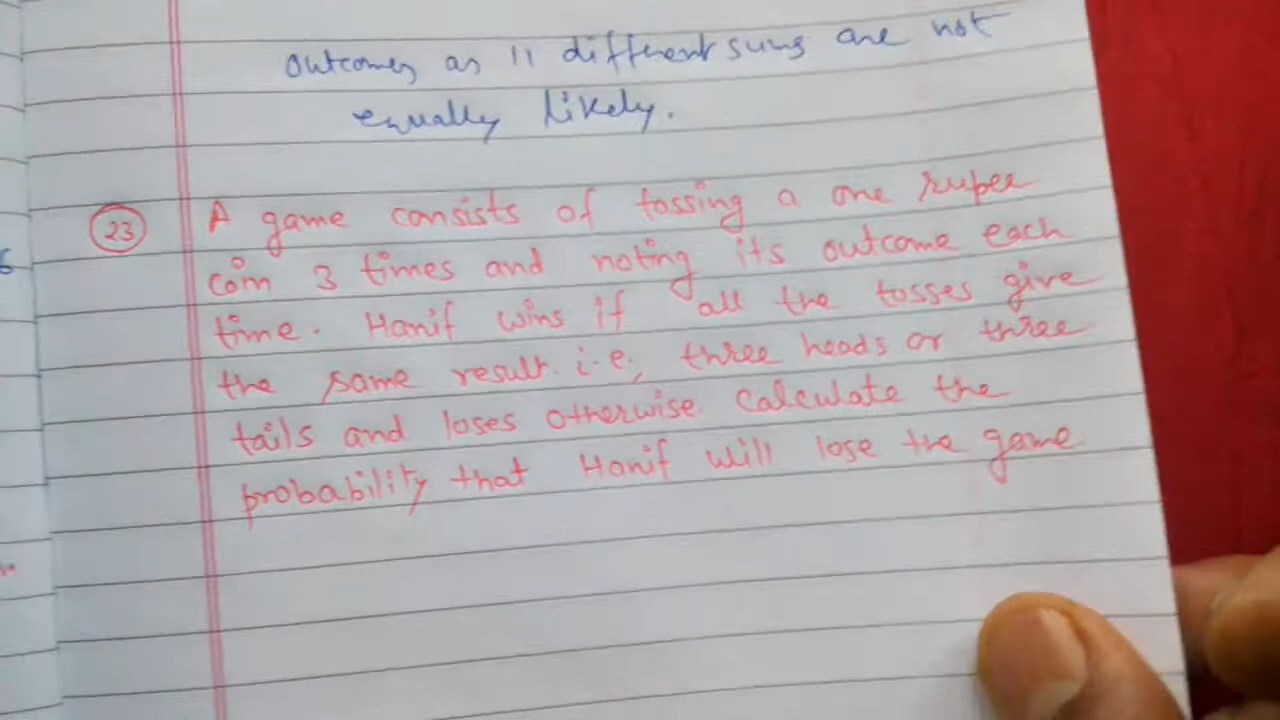 outcomes as 11 different sums are not
equally likely.
23 A game consists of tossing a one rupee
coin 3 times and noting its outcome each
time. Hanif wins if all the tosses give
the same result i.e; three heads or three
tails and loses otherwise. Calculate the
probability that Hanif will lose the game
6